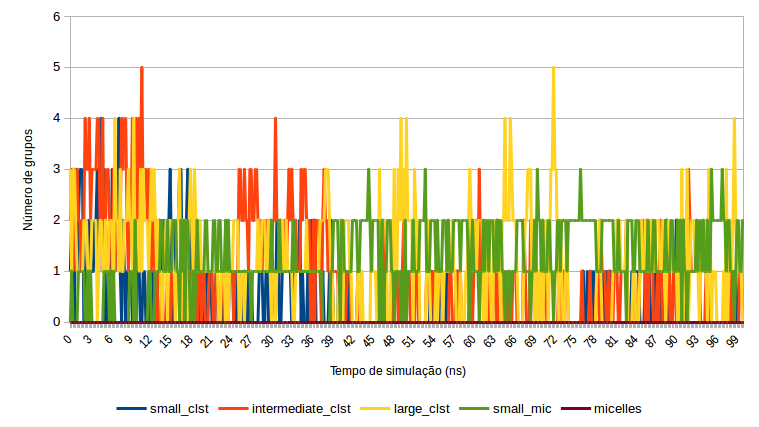 6
5
4
3
2
1
0
Número de grupos
0 3 6 9 12 15 18 21 24 27 30 33 36 39 42 45 48 51 54 57 60 63 66 69 72 75 78 81 84 87 90 93 96 99
Tempo de simulação (ns)
small_clst intermediate_clst large_clst small_mic micelles